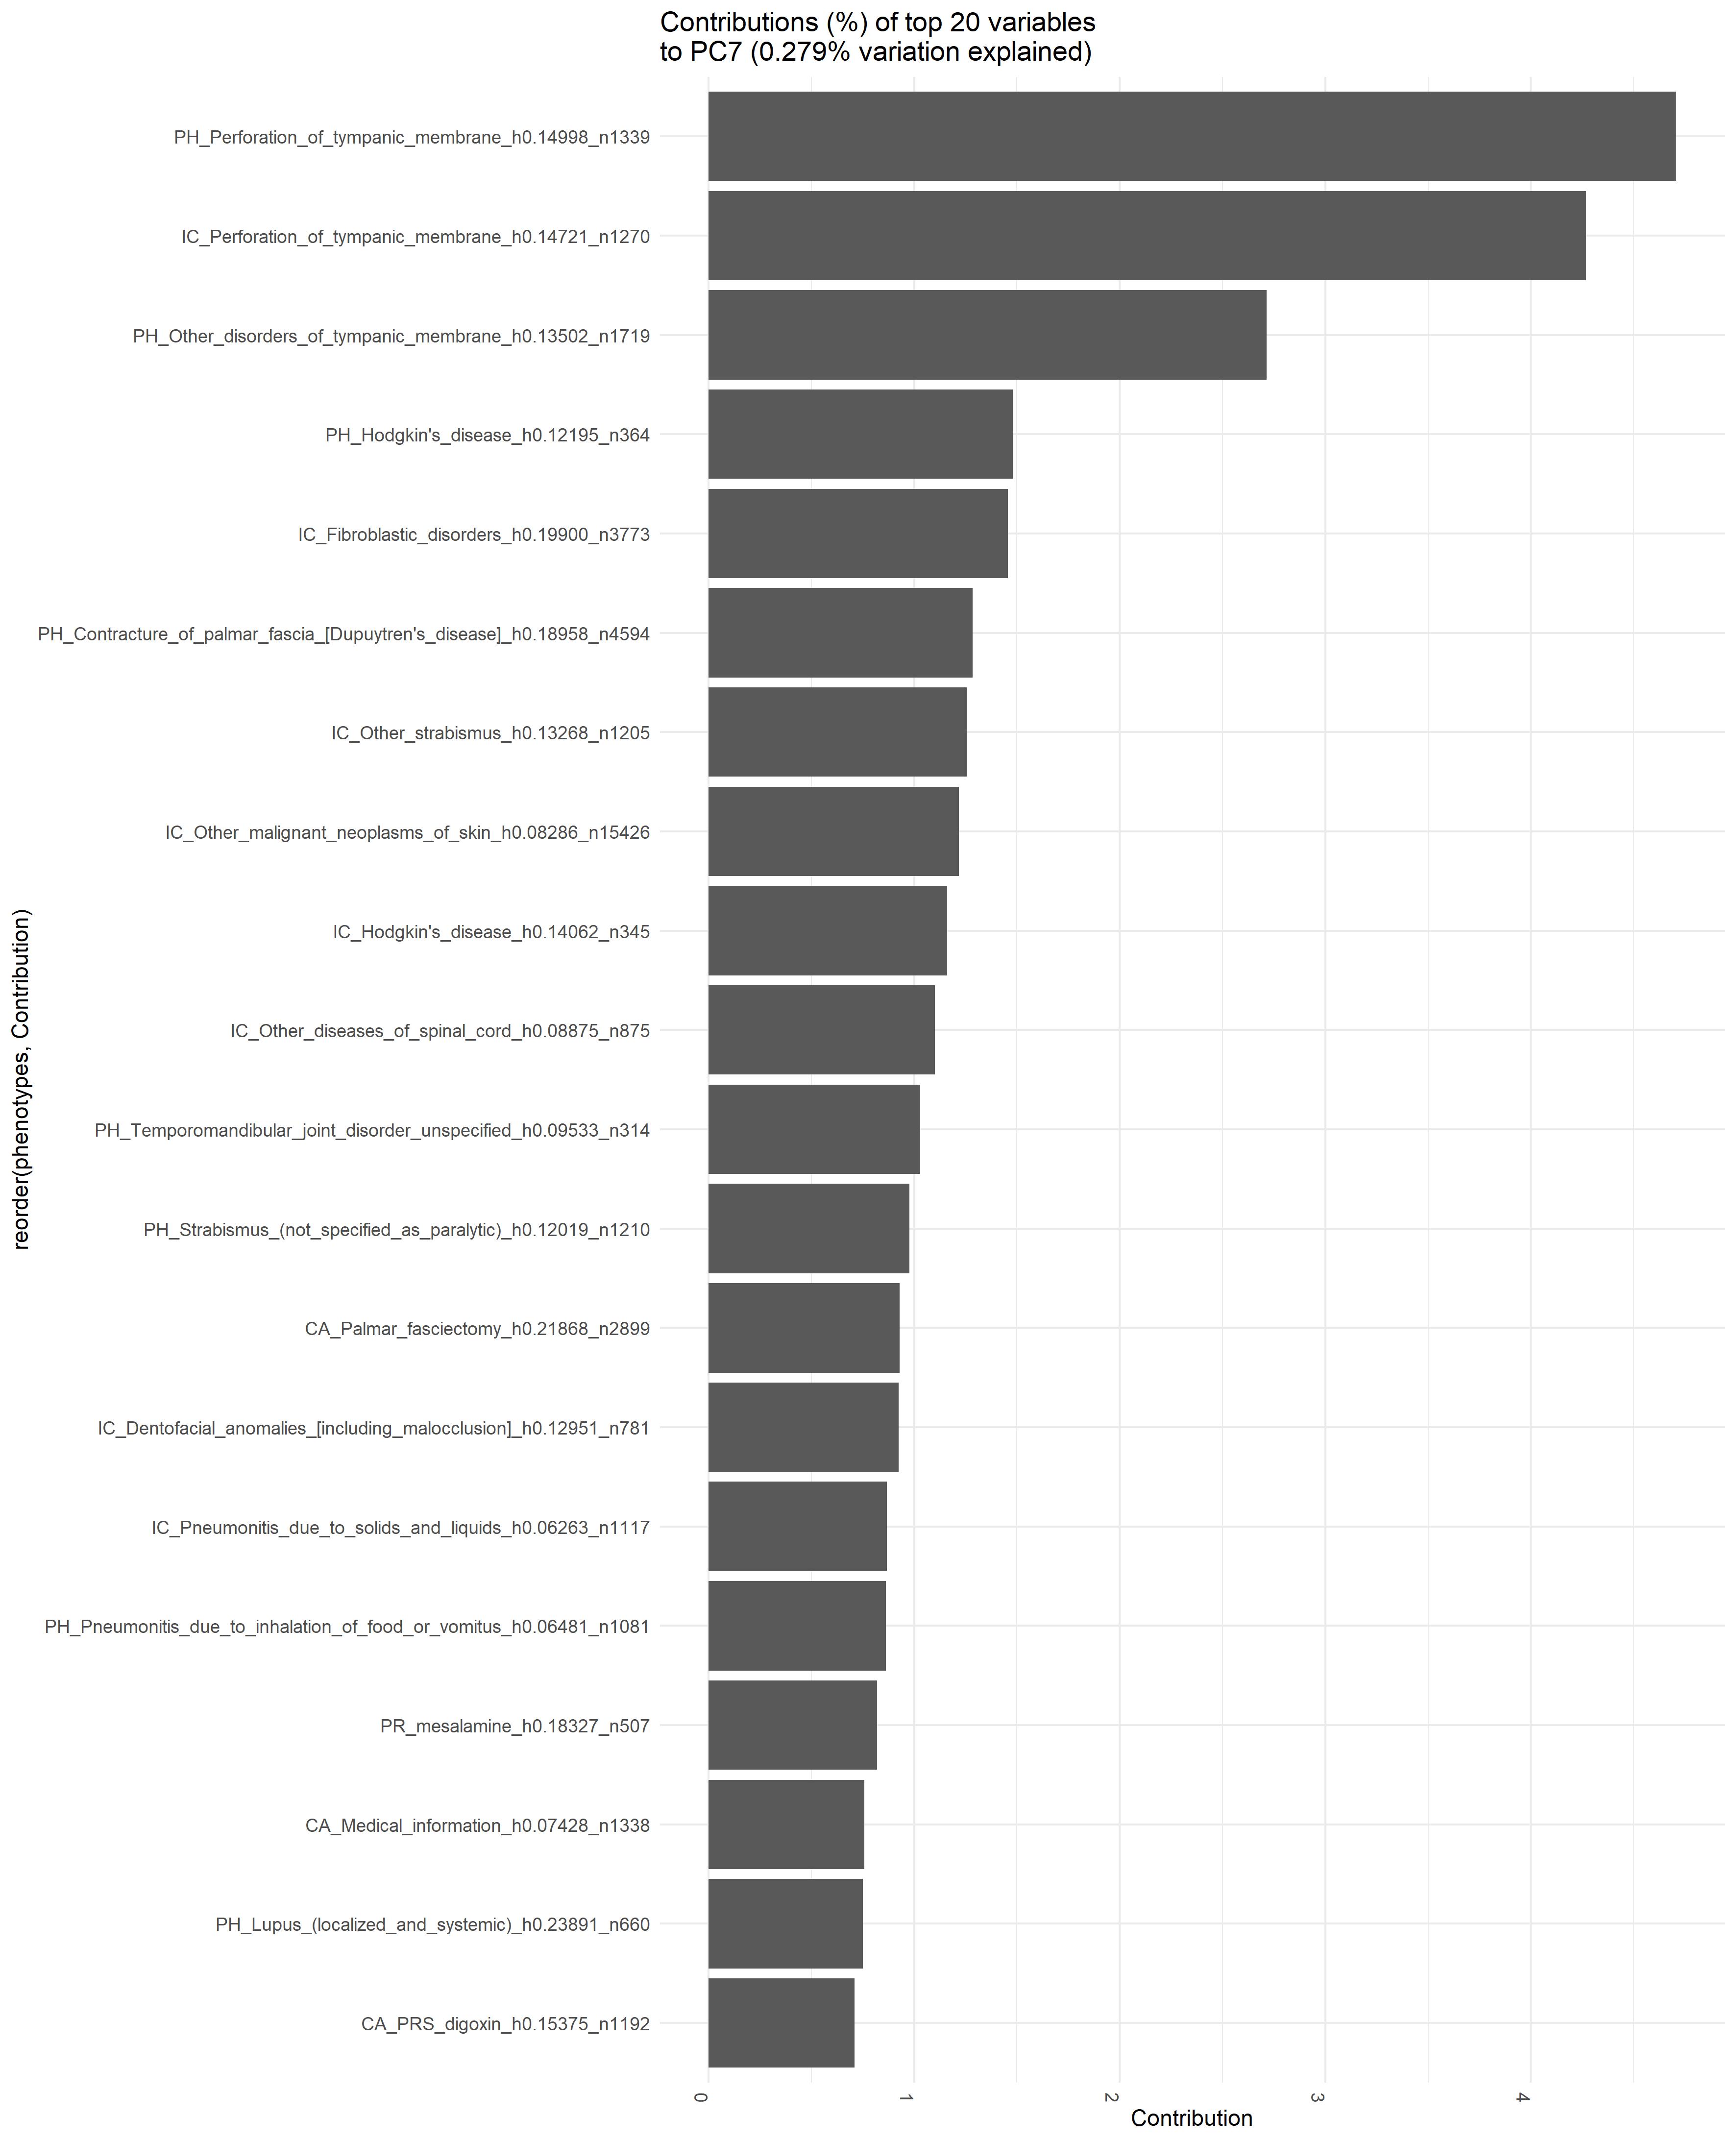 Contributions (%) of top 20 variables
to PC7 (0.279% variation explained)
PH_Perforation_of_tympanic_membrane_h0.14998_n1339
IC_Perforation_of_tympanic_membrane_h0.14721_n1270
PH_Other_disorders_of_tympanic_membrane_h0.13502_n1719
PH_Hodgkin's_disease_h0.12195_n364
IC_Fibroblastic_disorders_h0.19900_n3773
PH_Contracture_of_palmar_fascia_[Dupuytren's_disease]_h0.18958_n4594
IC_Other_strabismus_h0.13268_n1205
IC_Other_malignant_neoplasms_of_skin_h0.08286_n15426
IC_Hodgkin's_disease_h0.14062_n345
IC_Other_diseases_of_spinal_cord_h0.08875_n875
PH_Temporomandibular_joint_disorder_unspecified_h0.09533_n314
PH_Strabismus_(not_specified_as_paralytic)_h0.12019_n1210
CA_Palmar_fasciectomy_h0.21868_n2899
IC_Dentofacial_anomalies_[including_malocclusion]_h0.12951_n781
IC_Pneumonitis_due_to_solids_and_liquids_h0.06263_n1117
PH_Pneumonitis_due_to_inhalation_of_food_or_vomitus_h0.06481_n1081
PR_mesalamine_h0.18327_n507
CA_Medical_information_h0.07428_n1338
PH_Lupus_(localized_and_systemic)_h0.23891_n660
CA_PRS_digoxin_h0.15375_n1192
reorder(phenotypes, Contribution)
0
1
2
3
4
Contribution